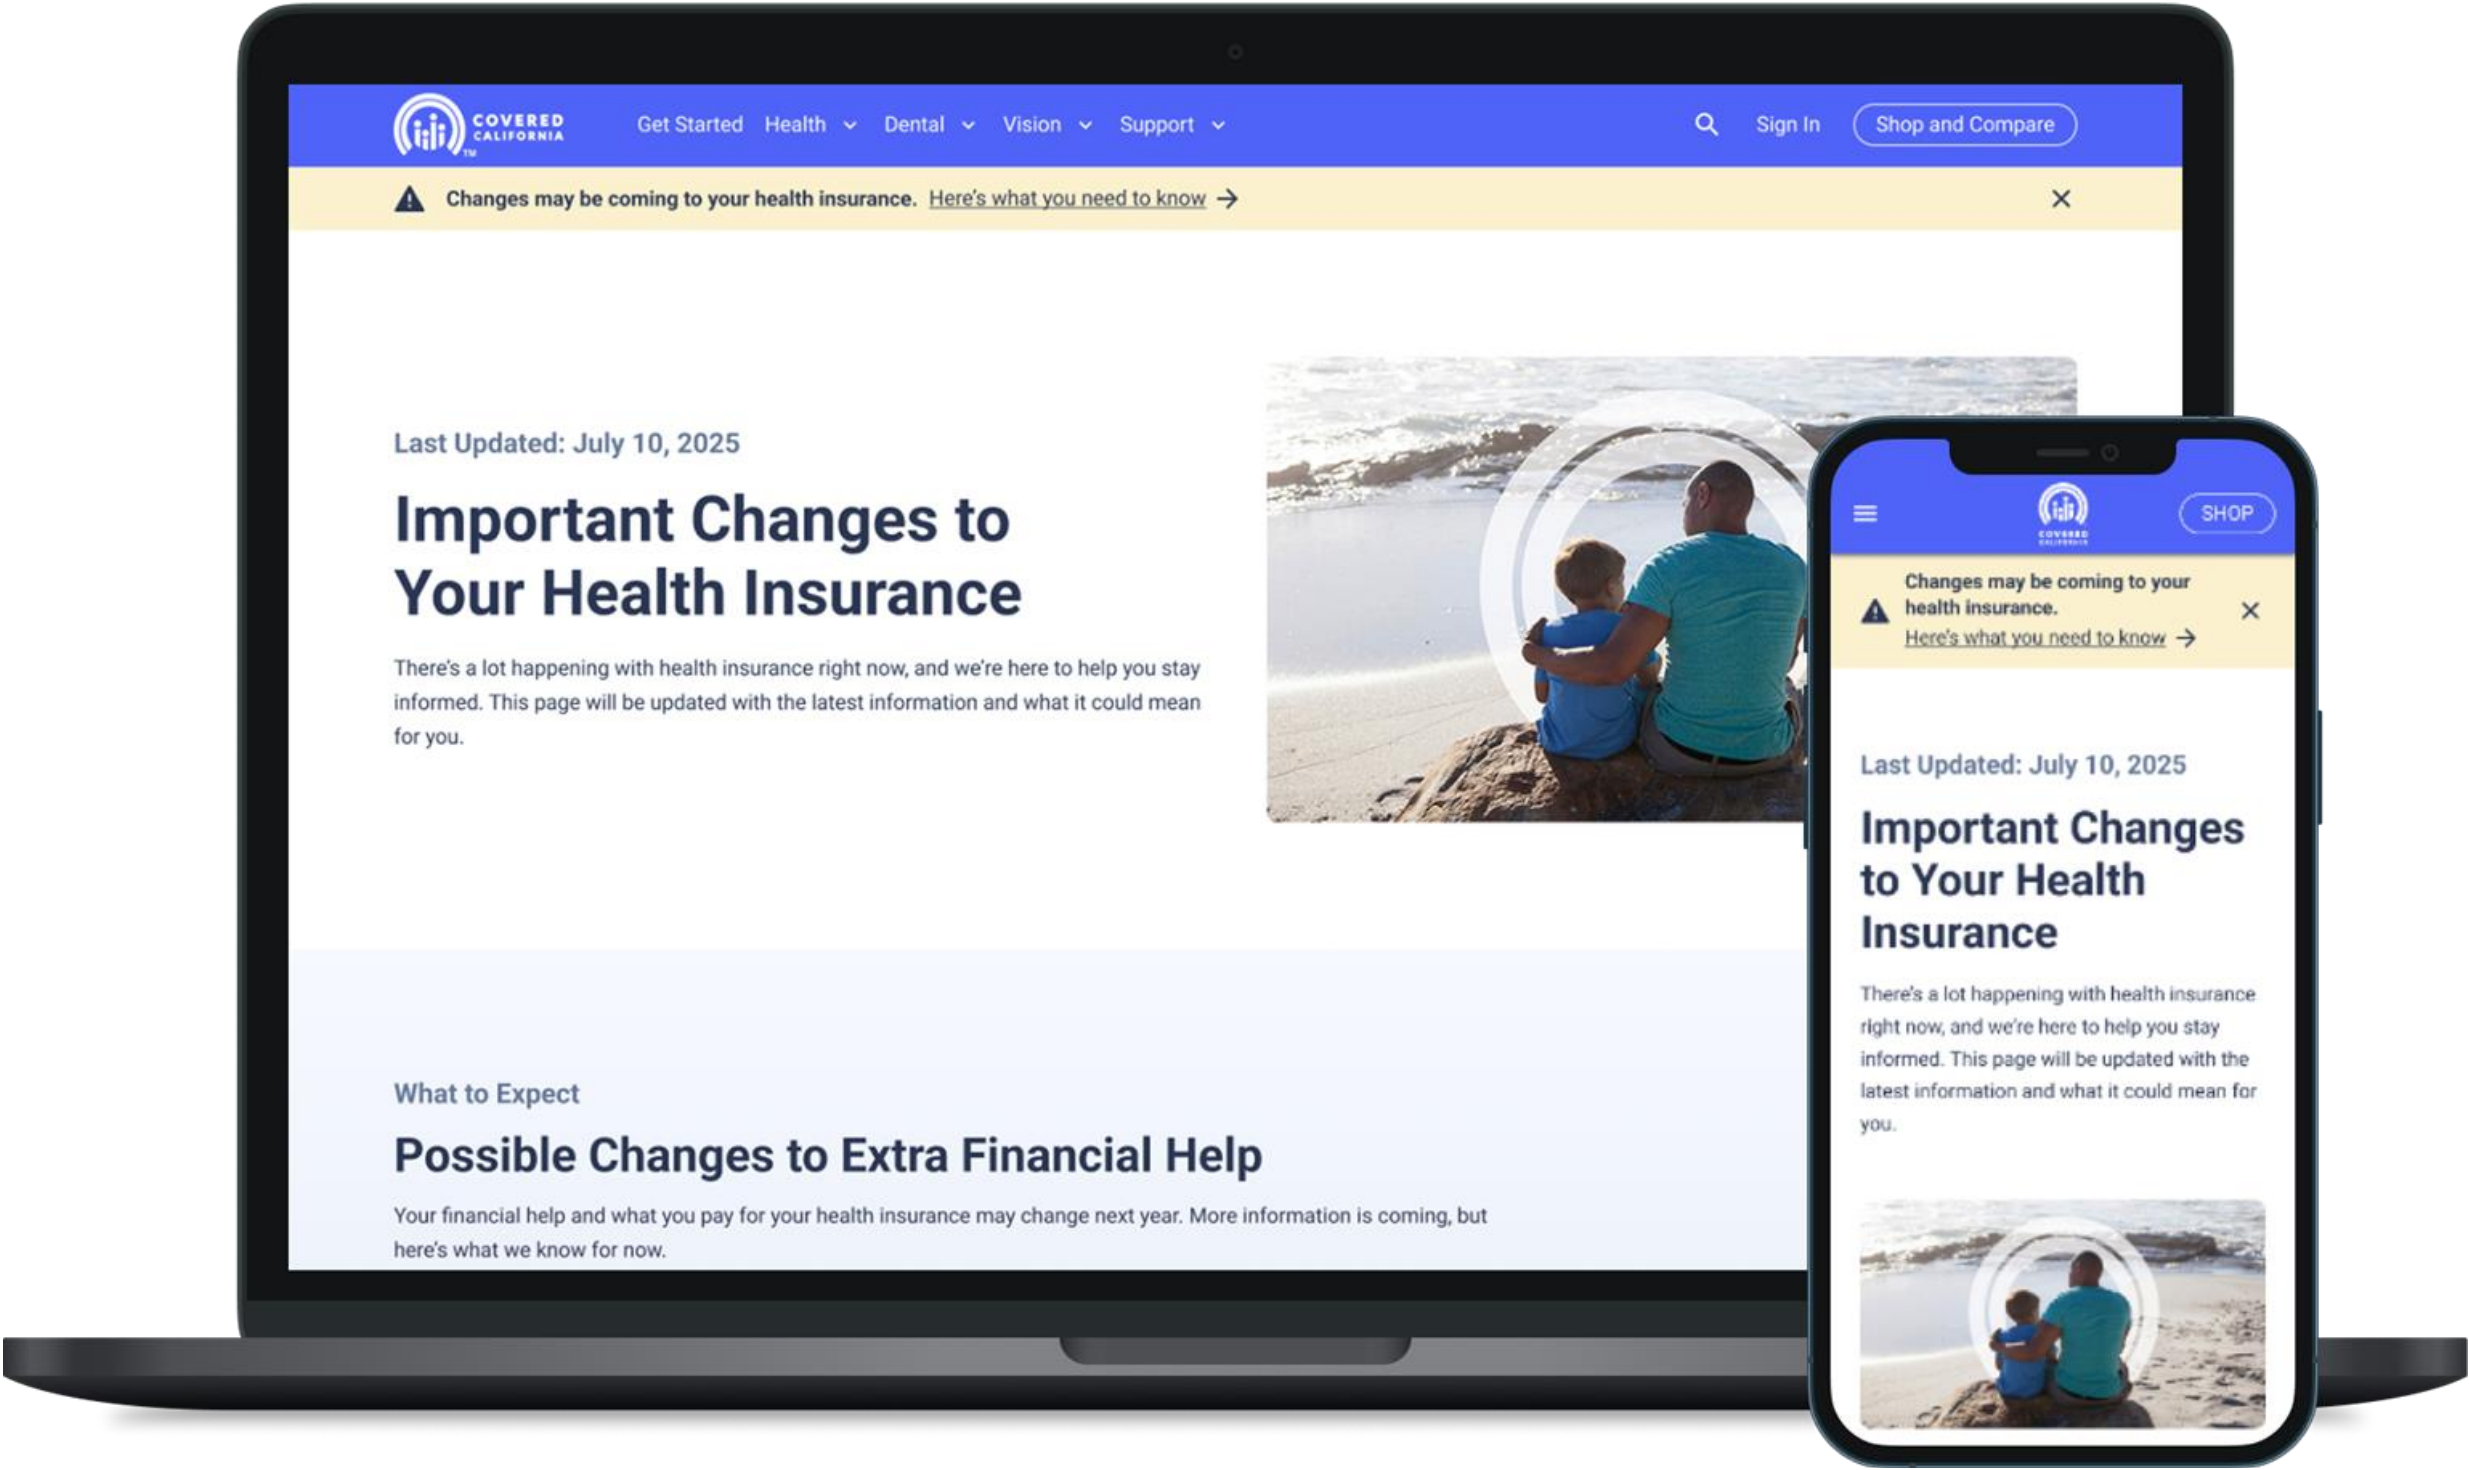 COVERED
CALIFORNIA
TM
Get Started Health Dental Vision Support Sign In Shop and Compare
Changes may be coming to your health insurance. Here's what you need to know →
Last Updated: July 10, 2025
Important Changes to
Your Health Insurance
There's a lot happening with health insurance right now, and we're here to help you stay
informed. This page will be updated with the latest information and what it could mean
for you.
What to Expect
Possible Changes to Extra Financial Help
Your financial help and what you pay for your health insurance may change next year. More information is coming, but
here's what we know for now.
COVERED
CALIFORNIA
SHOP
Changes may be coming to your
health insurance.
Here's what you need to know →
Last Updated: July 10, 2025
Important Changes
to Your Health
Insurance
There's a lot happening with health insurance
right now, and we're here to help you stay
informed. This page will be updated with the
latest information and what it could mean for
you.